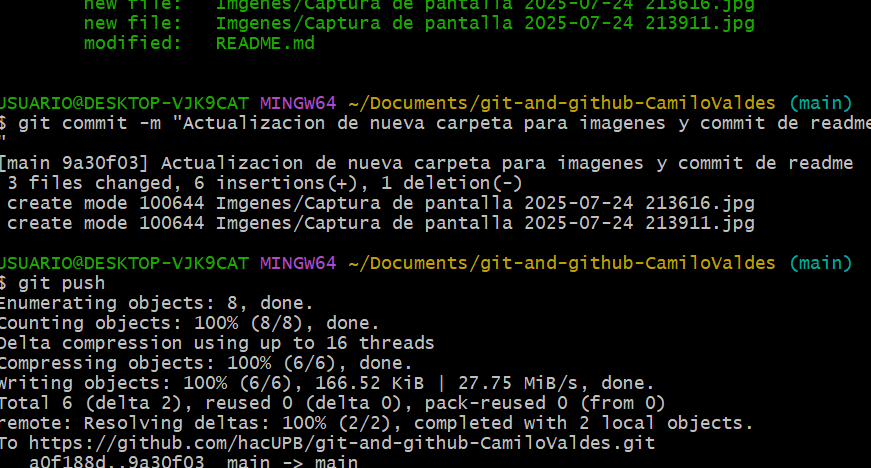 new file:   Imgenes/Captura de pantalla 2025-07-24 213616.jpg
new file:   Imgenes/Captura de pantalla 2025-07-24 213911.jpg
modified:   README.md
USUARIO@DESKTOP-VJK9CAT MINGW64 ~/Documents/git-and-github-CamiloValdes (main)
$ git commit -m "Actualizacion de nueva carpeta para imagenes y commit de readme
"
[main 9a30f03] Actualizacion de nueva carpeta para imagenes y commit de readme
3 files changed, 6 insertions(+), 1 deletion(-)
create mode 100644 Imgenes/Captura de pantalla 2025-07-24 213616.jpg
create mode 100644 Imgenes/Captura de pantalla 2025-07-24 213911.jpg
USUARIO@DESKTOP-VJK9CAT MINGW64 ~/Documents/git-and-github-CamiloValdes (main)
$ git push
Enumerating objects: 8, done.
Counting objects: 100% (8/8), done.
Delta compression using up to 16 threads
Compressing objects: 100% (6/6), done.
Writing objects: 100% (6/6), 166.52 KiB | 27.75 MiB/s, done.
Total 6 (delta 2), reused 0 (delta 0), pack-reused 0 (from 0)
remote: Resolving deltas: 100% (2/2), completed with 2 local objects.
To https://github.com/hacUPB/git-and-github-CamiloValdes.git
a0f188d..9a30f03  main -> main